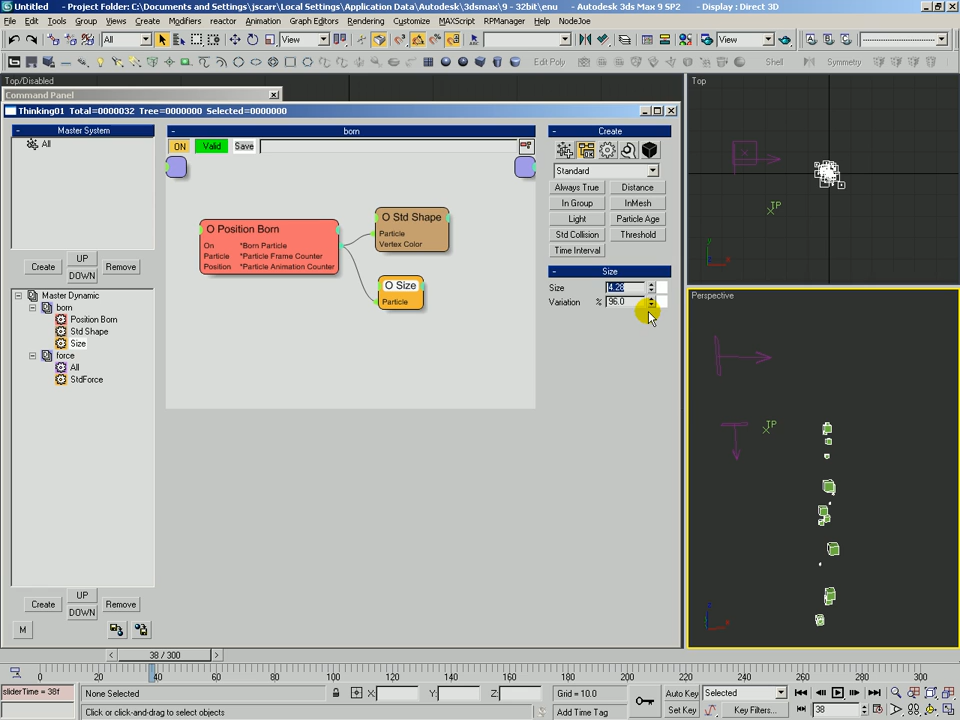 Untitled - Project Folder: C:\Documents and Settings\jscarr\Local Settings\Application Data\Autodesk\3dsmax\9 - 32bit\enu - Autodesk 3ds Max 9 SP2 - Display : Direct 3D
File Edit Tools Group Views Create Modifiers reactor Animation Graph Editors Rendering Customize MAXScript RPManager Help NodeJoe
All View View
Edit Poly Shell Symmetry
Top/Disabled Top
Command Panel
Thinking01 Total=0000032 Tree=0000000 Selected=0000000
Master System born Create
All ON Valid Save
Standard
Always True Distance
In Group InMesh
Light Particle Age
Std Collision Threshold
Time Interval
TP
O Position Born
On *Born Particle
Particle *Particle Frame Counter
Position *Particle Animation Counter
O Std Shape
Particle
Vertex Color
O Size
Particle
Create UP DOWN Remove
Size
Size 4.28
Variation % 96.0
Master Dynamic
born
Position Born
Std Shape
Size
force
All
StdForce
Perspective
TP
Create UP DOWN Remove
M
38 / 300
0 20 40 60 80 100 120 140 160 180 200 220 240 260 280 300
sliderTime = 38f None Selected X: Y: Z: Grid = 10.0 Auto Key Selected
Click or click-and-drag to select objects Add Time Tag Set Key Key Filters... 38